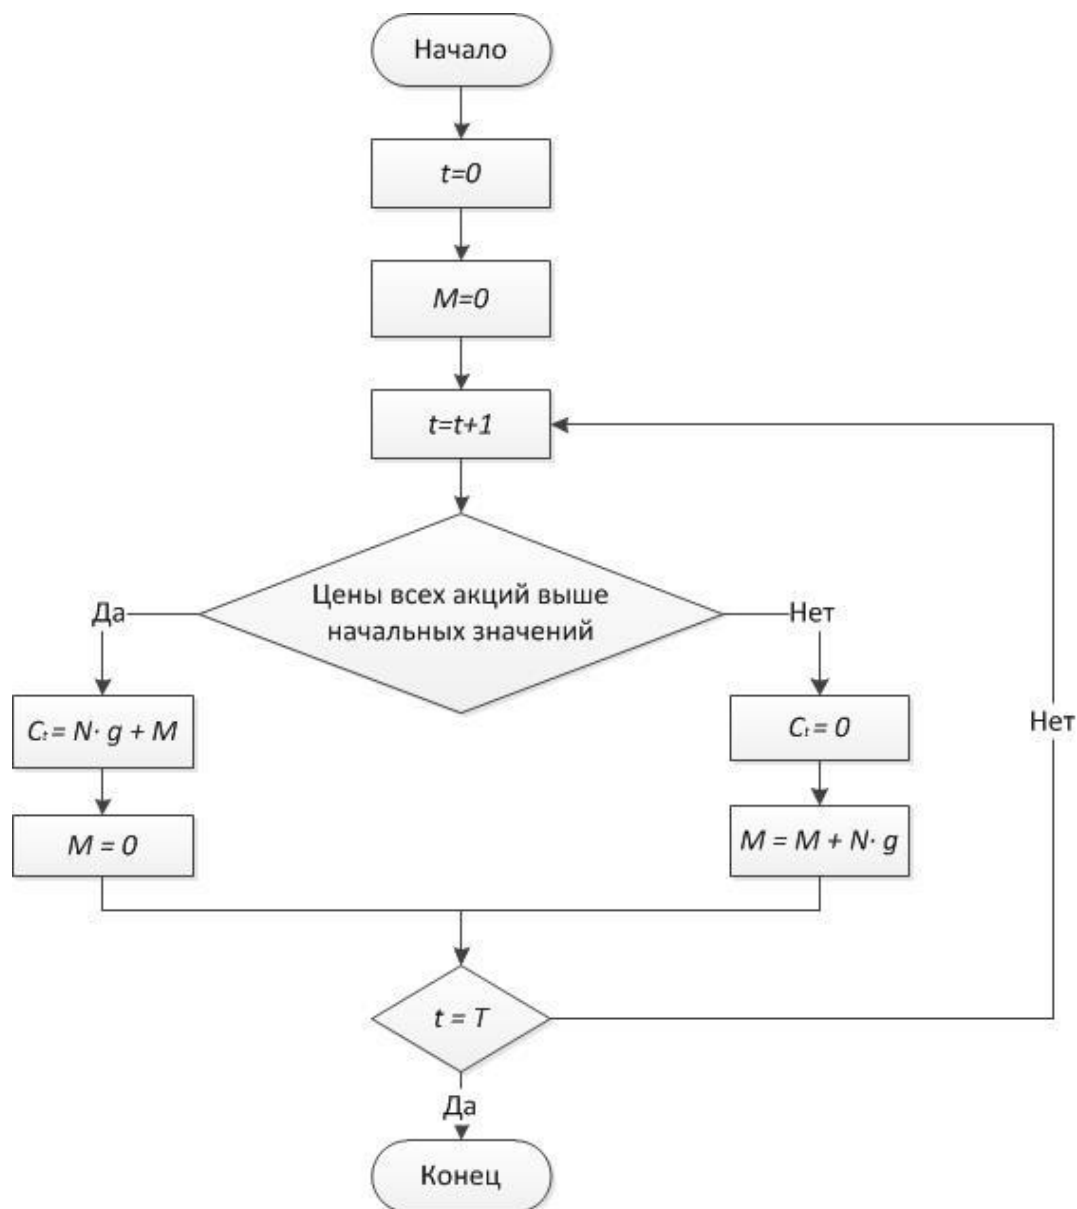 Начало
t=0
M=0
t=t+1
Цены всех акций выше
начальных значений
Да
Нет
Cₜ = N· g + M
Cₜ = 0
Нет
M = 0
M = M + N· g
t = T
Да
Конец